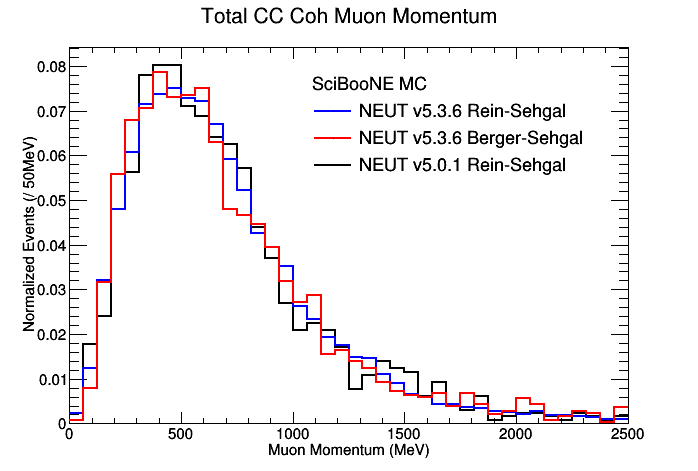 Total CC Coh Muon Momentum
SciBooNE MC
NEUT v5.3.6 Rein-Sehgal
NEUT v5.3.6 Berger-Sehgal
NEUT v5.0.1 Rein-Sehgal
Normalized Events (/ 50MeV)
0.08
0.07
0.06
0.05
0.04
0.03
0.02
0.01
0
0 500 1000 1500 2000 2500
Muon Momentum (MeV)